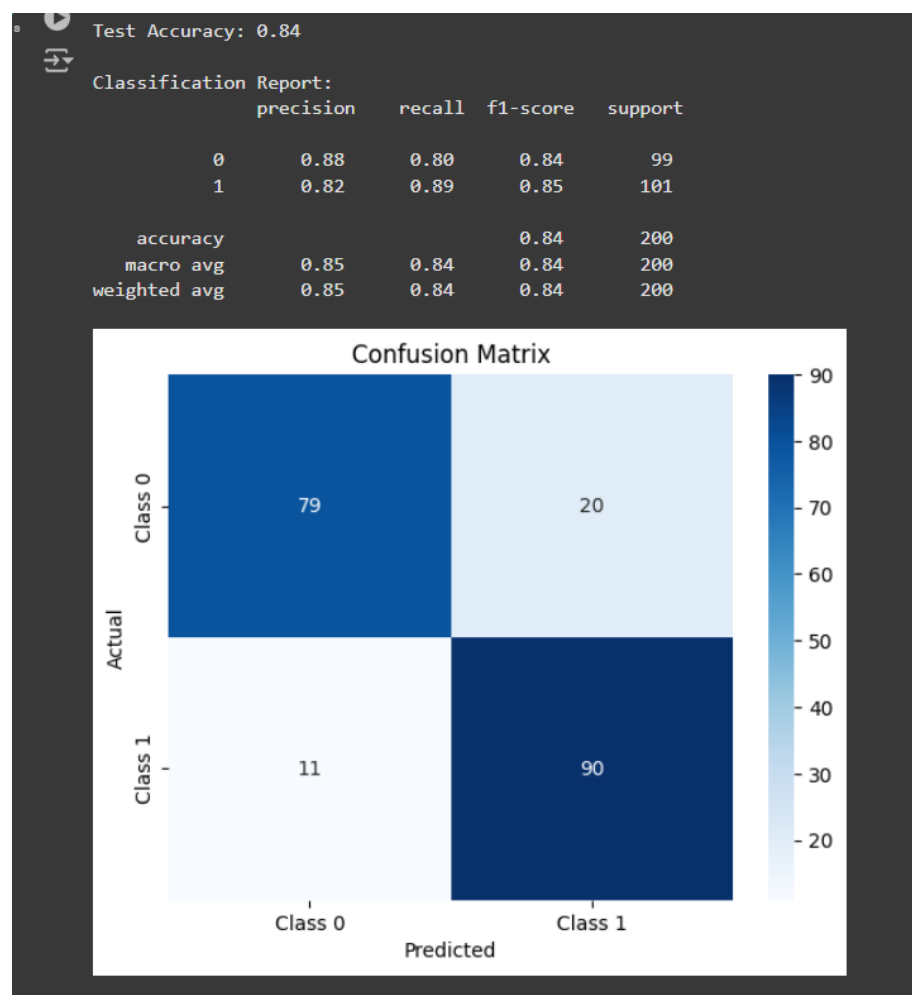 s
Test Accuracy: 0.84
Classification Report:
precision recall f1-score support
0 0.88 0.80 0.84 99
1 0.82 0.89 0.85 101
accuracy 0.84 200
macro avg 0.85 0.84 0.84 200
weighted avg 0.85 0.84 0.84 200
Confusion Matrix
Actual
Class 0
Class 1
79 20
11 90
Class 0 Class 1
Predicted
90
80
70
60
50
40
30
20